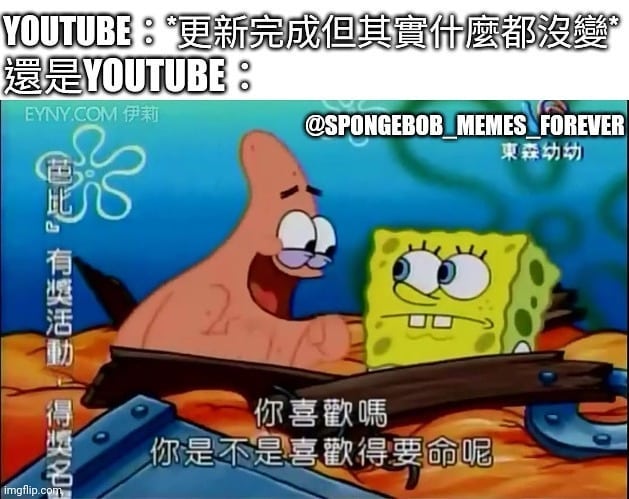 YOUTUBE：*更新完成但其實什麼都沒變*
還是YOUTUBE：
EYNY.COM 伊莉
@SPONGEBOB_MEMES_FOREVER
東森幼幼
芭比』有獎活動，得獎名
你喜歡嗎
你是不是喜歡得要命呢
imgflip.com